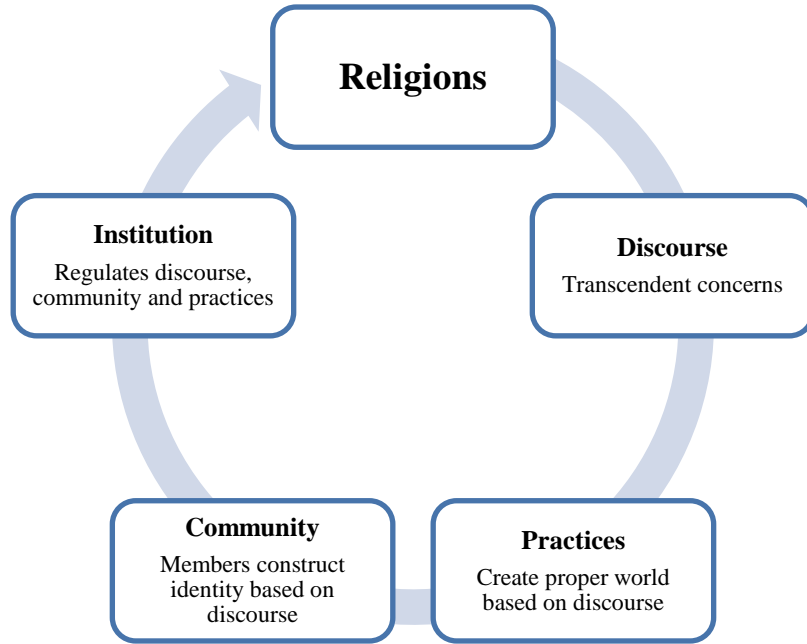 Religions
Discourse
Transcendent concerns
Practices
Create proper world
based on discourse
Community
Members construct
identity based on
discourse
Institution
Regulates discourse,
community and practices